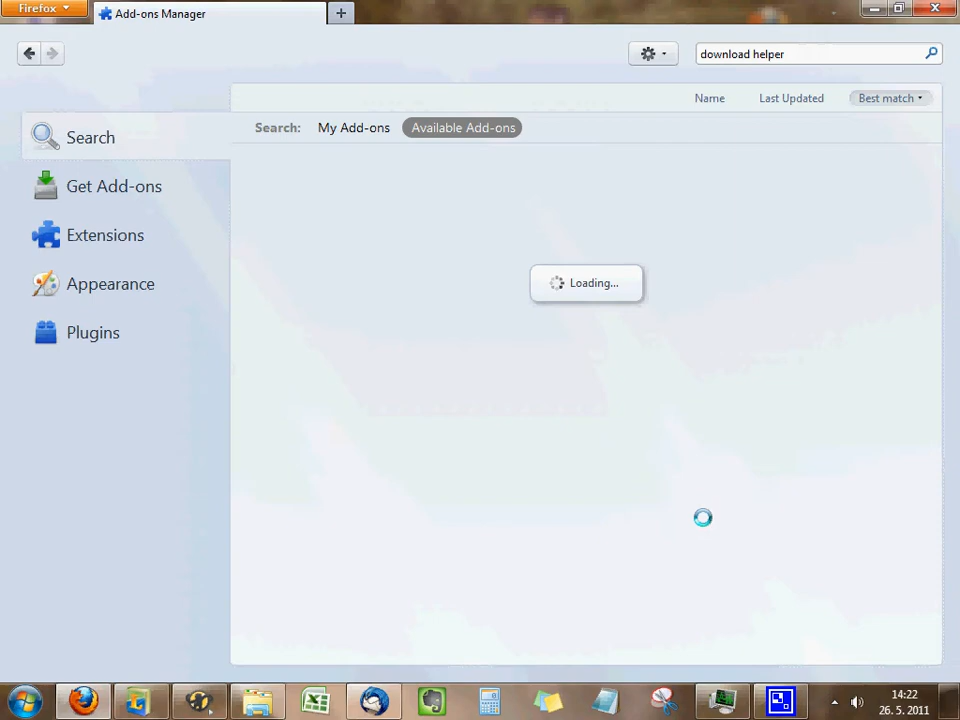 Firefox
Add-ons Manager
download helper
Name
Last Updated
Best match
Search:
My Add-ons
Available Add-ons
Search
Get Add-ons
Extensions
Appearance
Plugins
Loading...
14:22
26. 5. 2011